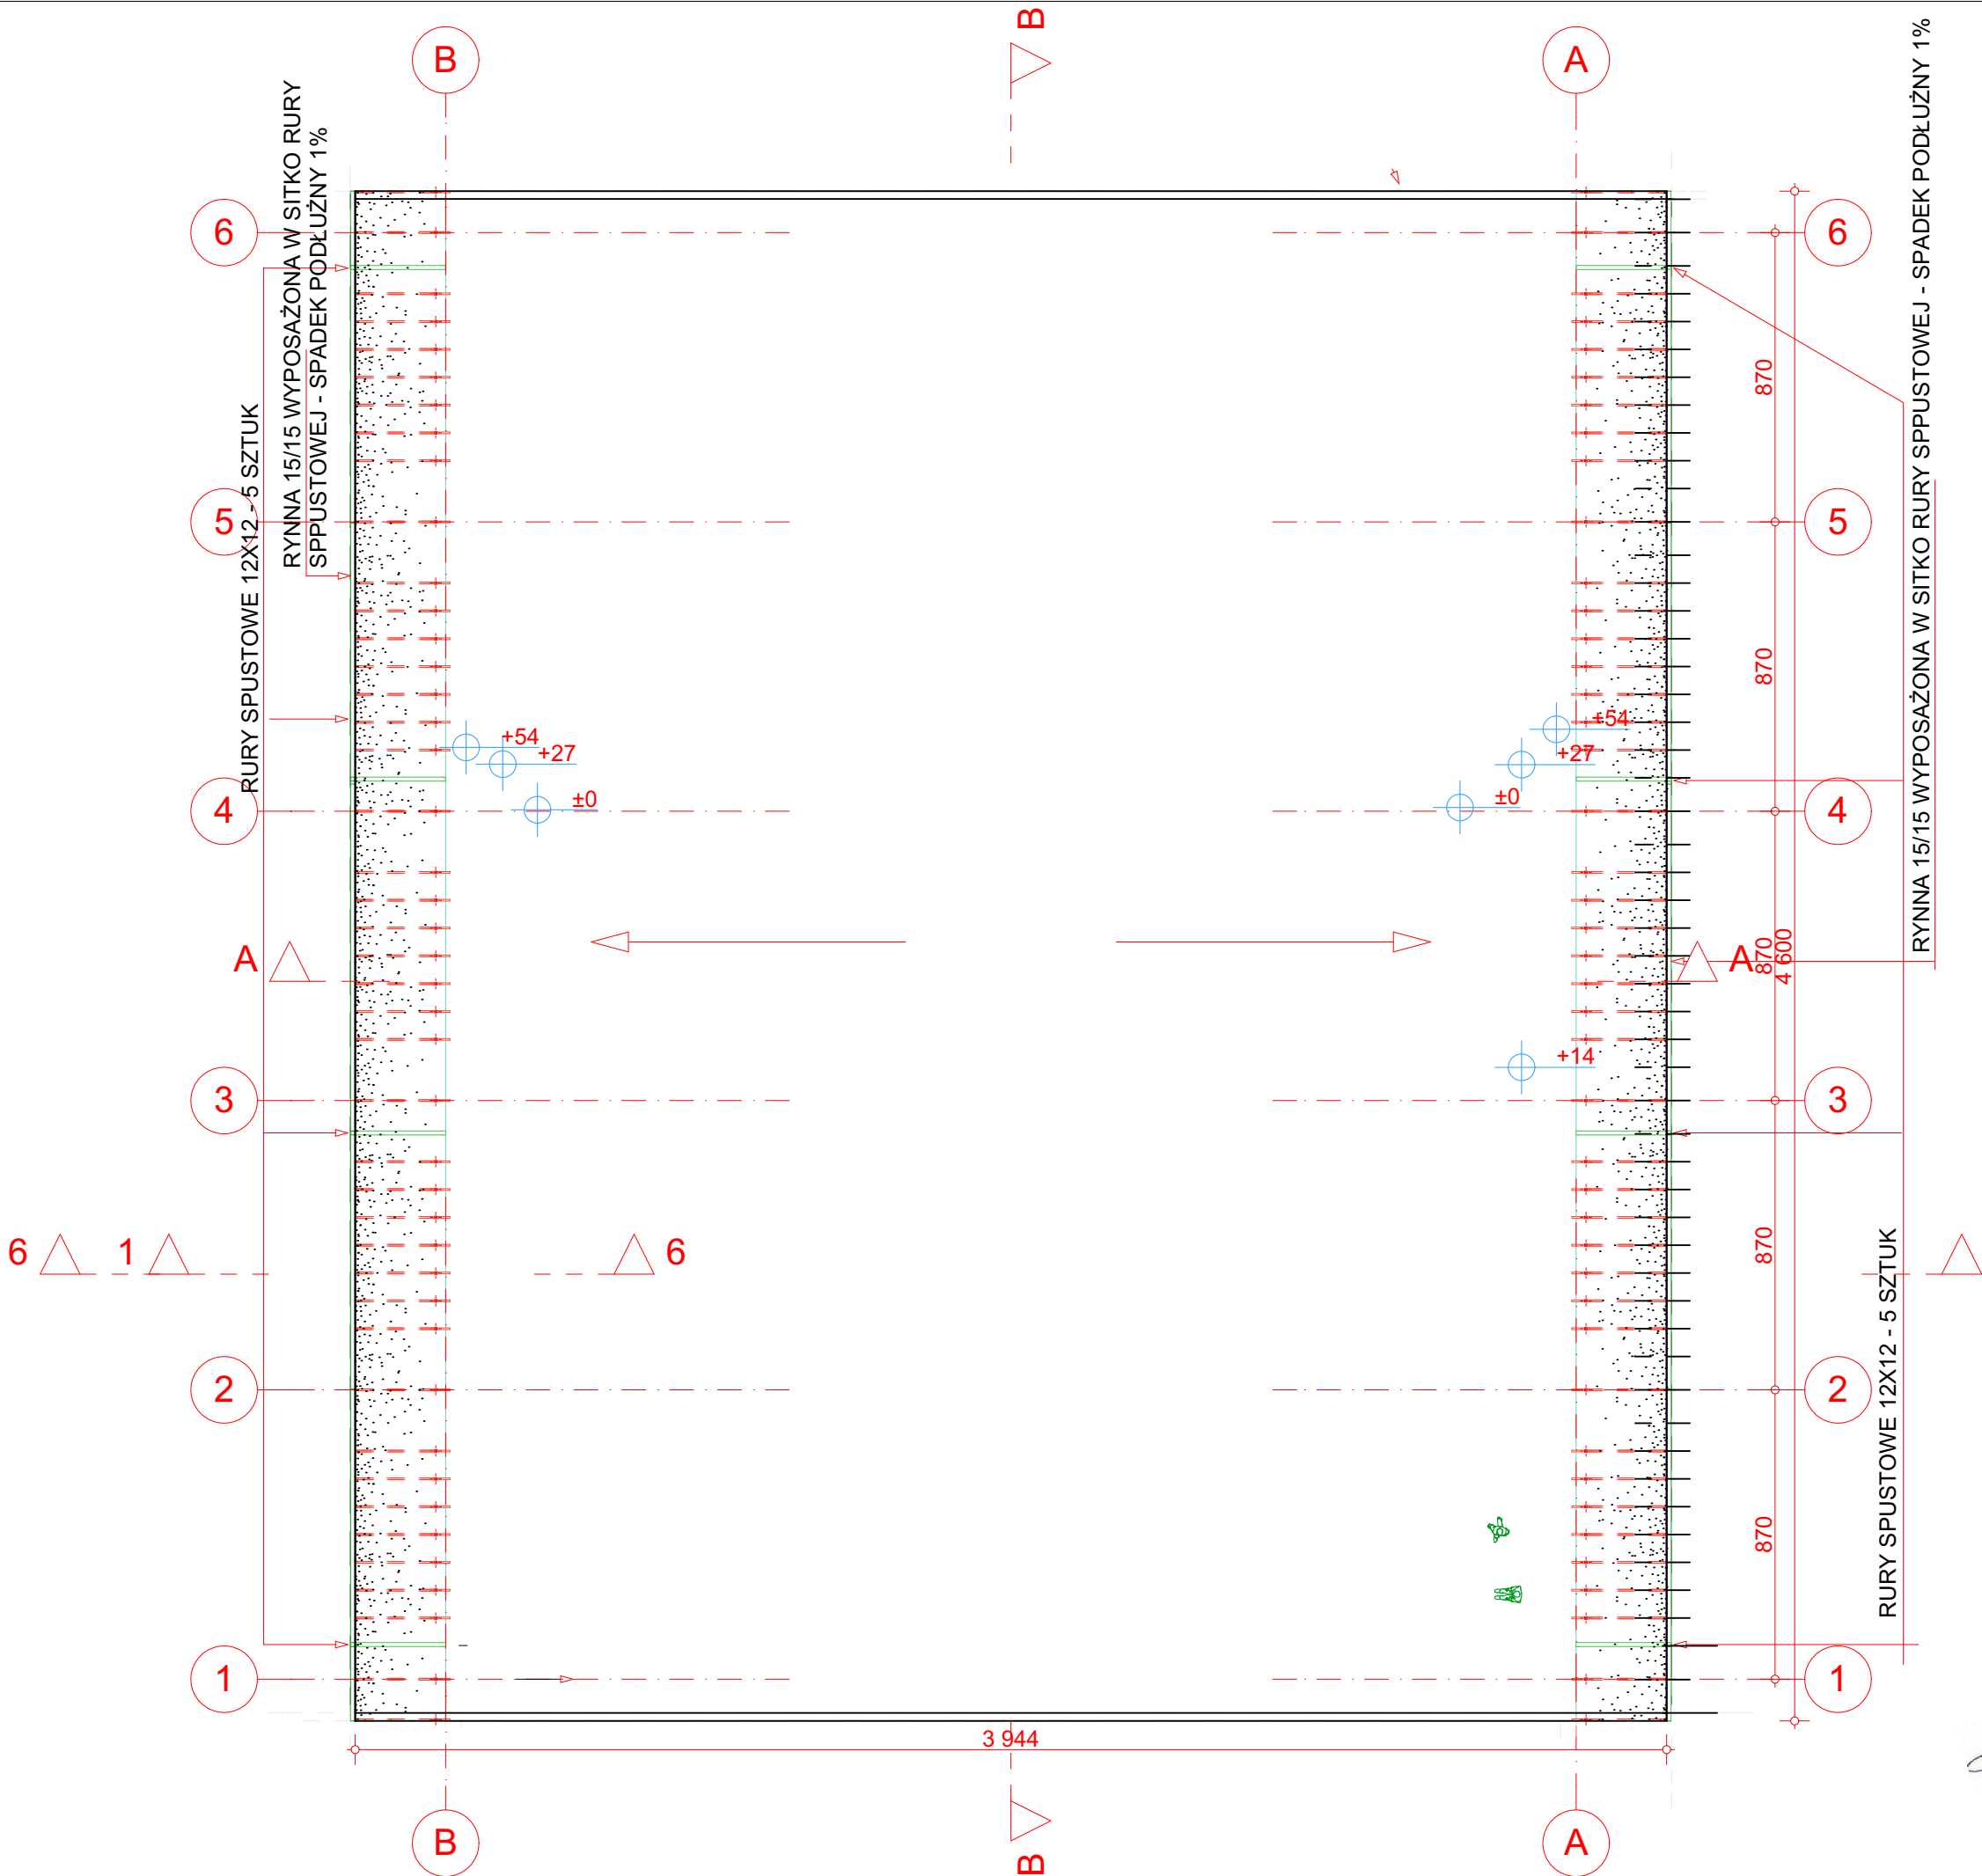 B
B
A
RYNNA 15/15 WYPOSAŻONA W SITKO RURY
SPPUSTOWEJ - SPADEK PODŁUŻNY 1%
RYNNA 15/15 WYPOSAŻONA W SITKO RURY SPPUSTOWEJ - SPADEK PODŁUŻNY 1%
6
6
870
RURY SPUSTOWE 12X12 - 5 SZTUK
5
5
870
+54
+27
±0
+54
+27
±0
4
4
A
A
870
4 600
+14
3
3
6
1
6
870
RURY SPUSTOWE 12X12 - 5 SZTUK
2
2
870
1
1
3 944
B
B
A